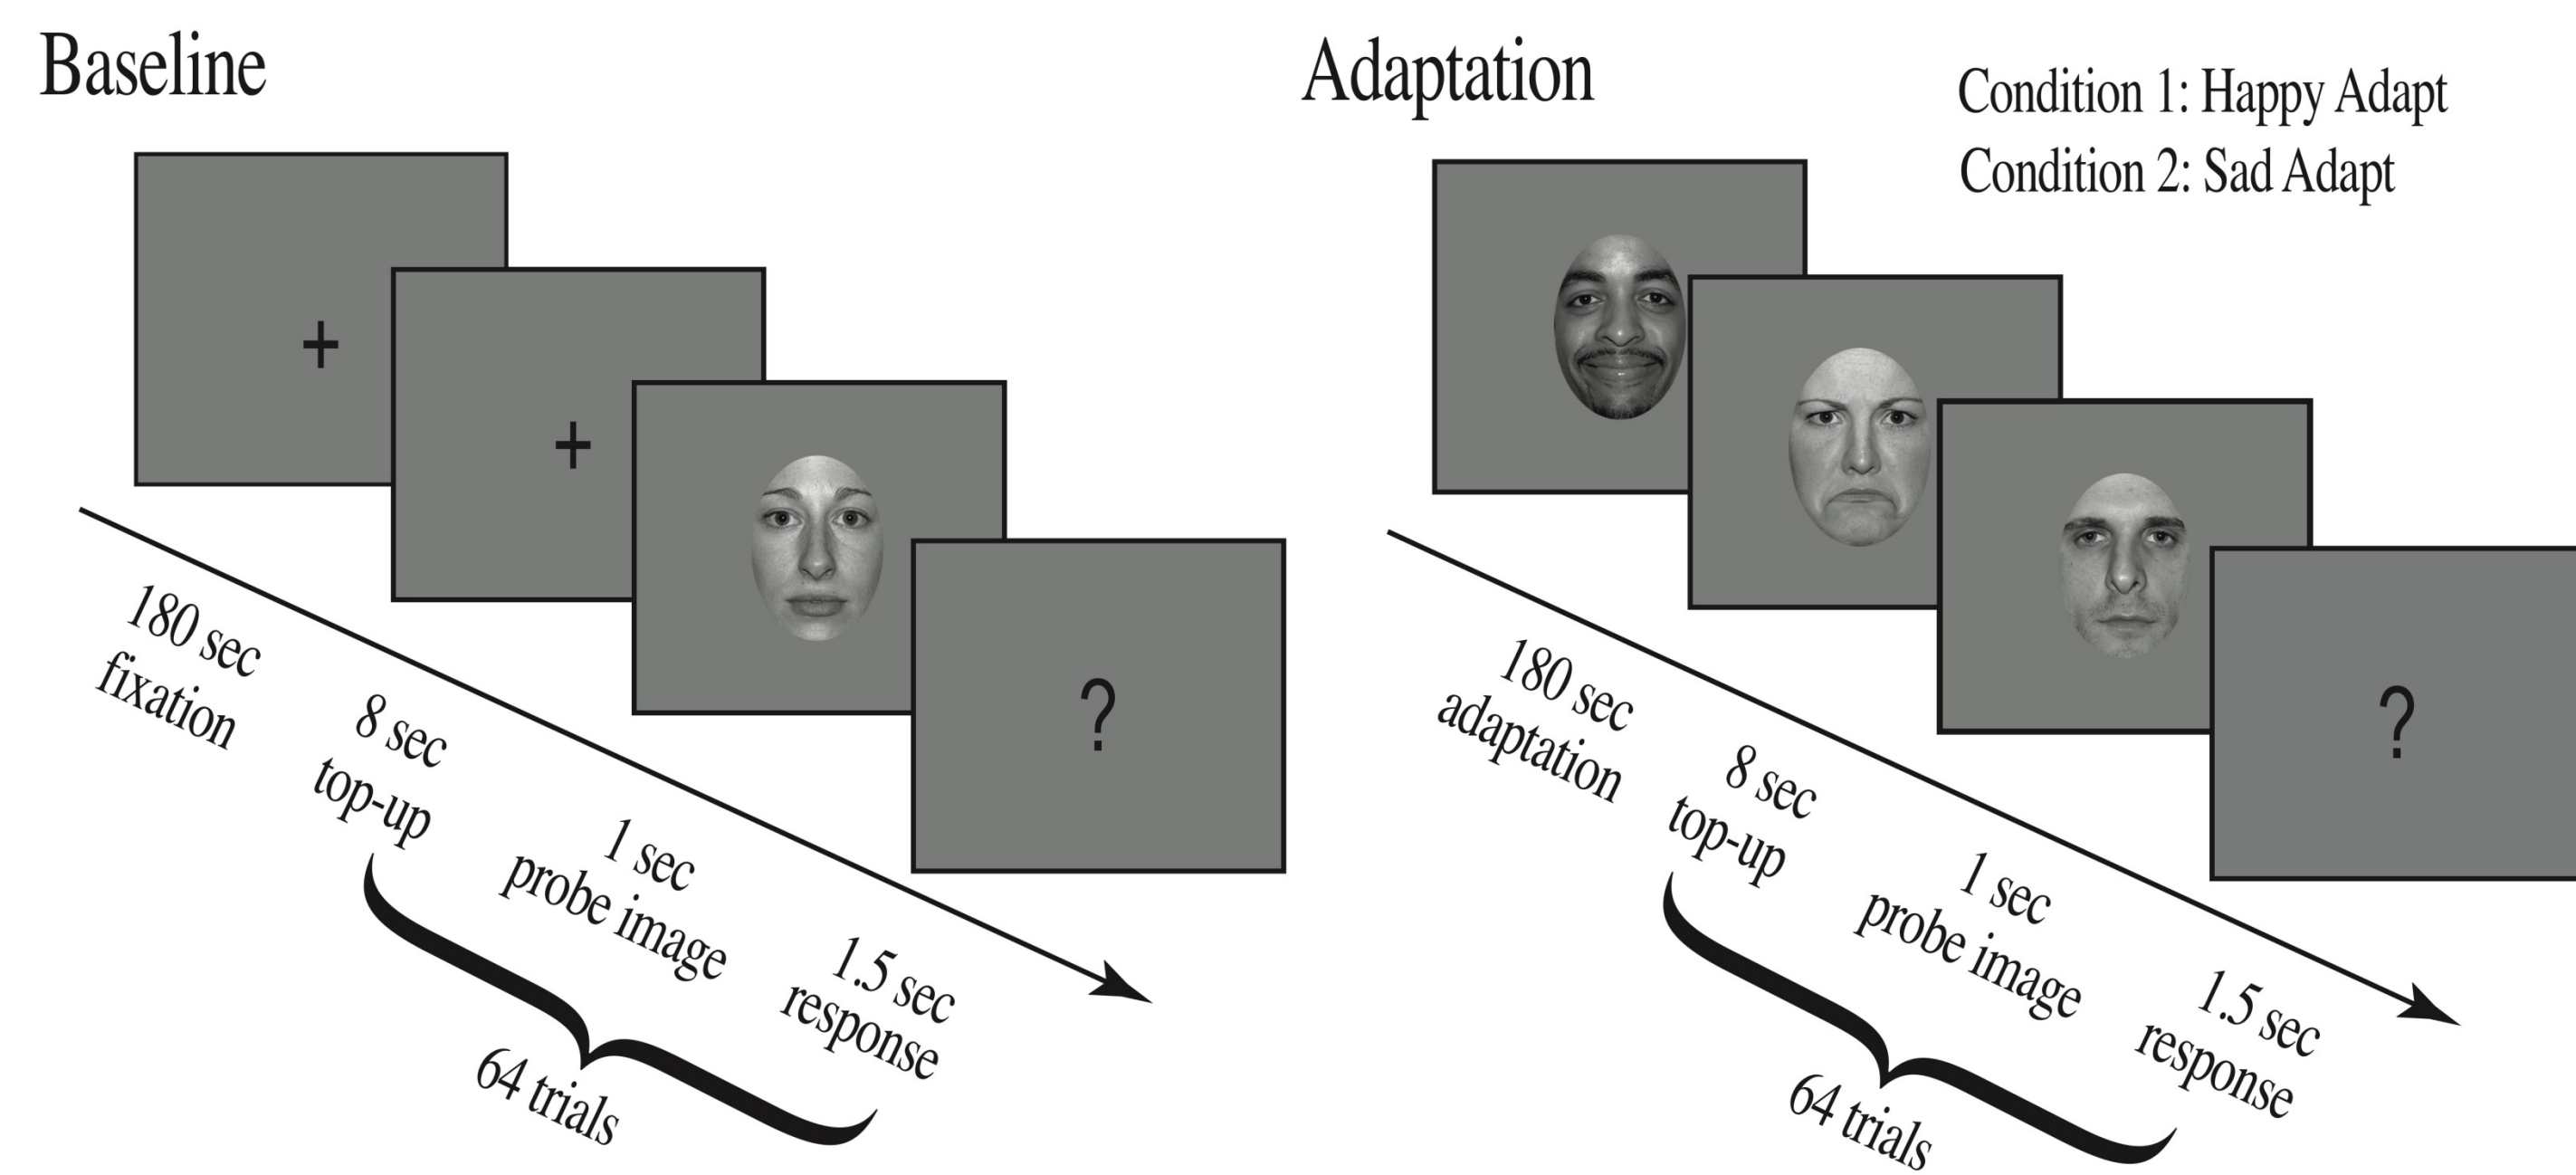 Baseline
+
+
?
180 sec
fixation
8 sec
top-up
1 sec
probe image
1.5 sec
response
64 trials
Adaptation
Condition 1: Happy Adapt
Condition 2: Sad Adapt
?
180 sec
adaptation
8 sec
top-up
1 sec
probe image
1.5 sec
response
64 trials